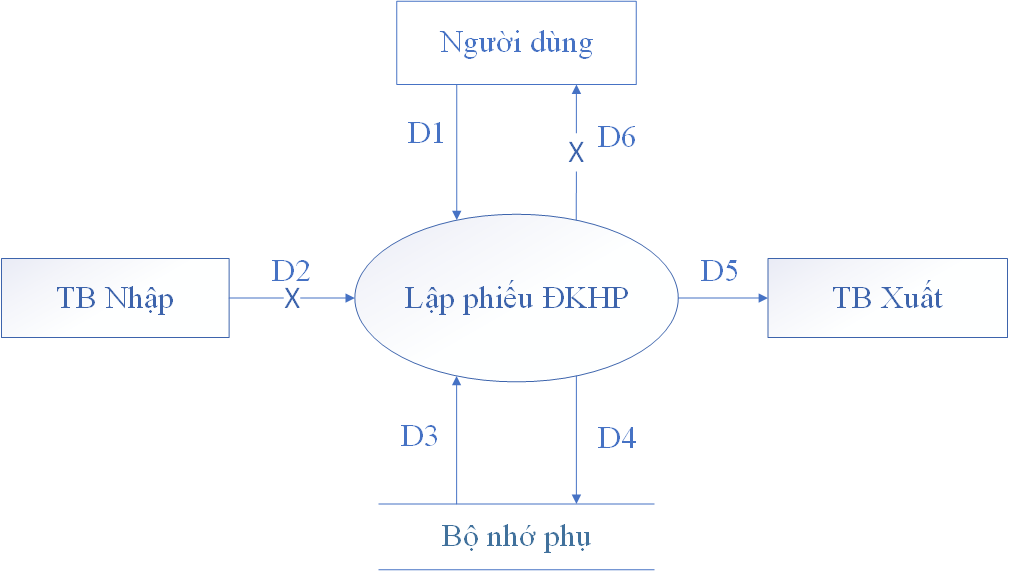 Người dùng
D1
D6
X
D2
X
TB Nhập
Lập phiếu ĐKHP
D5
TB Xuất
D3
D4
Bộ nhớ phụ